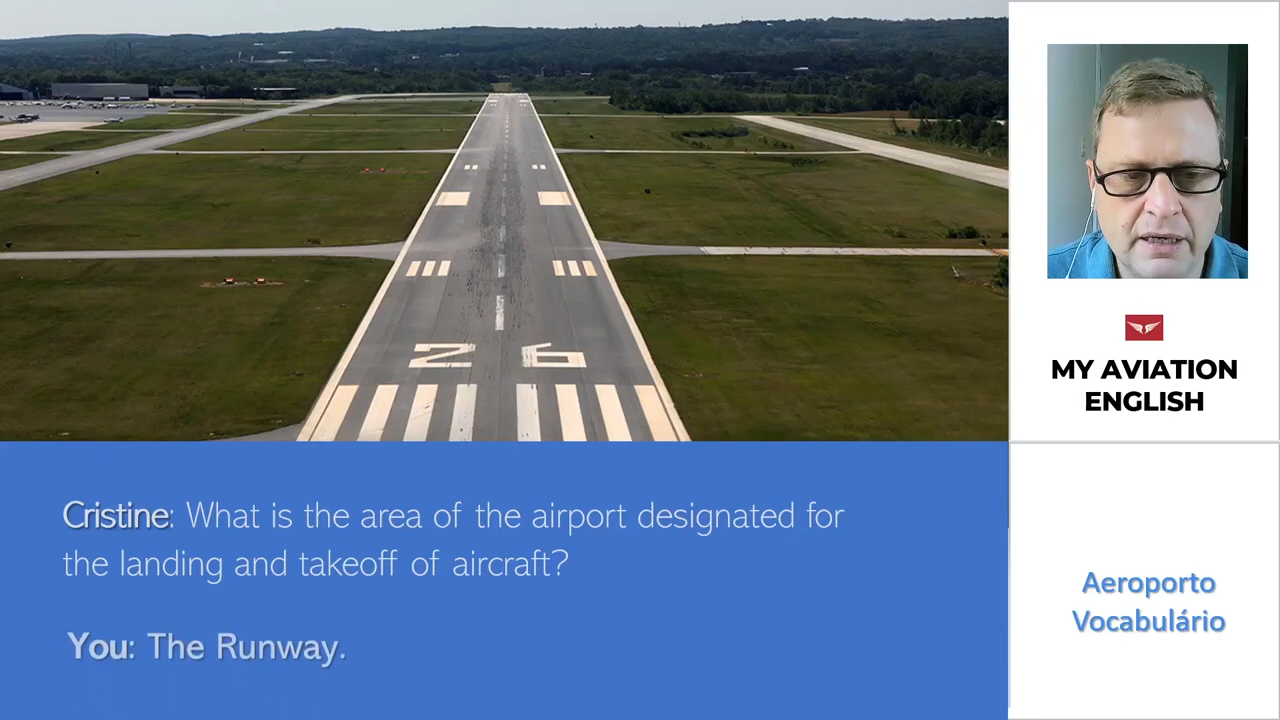 26
Cristine: What is the area of the airport designated for
the landing and takeoff of aircraft?
You: The Runway.
MY AVIATION
ENGLISH
Aeroporto
Vocabulário